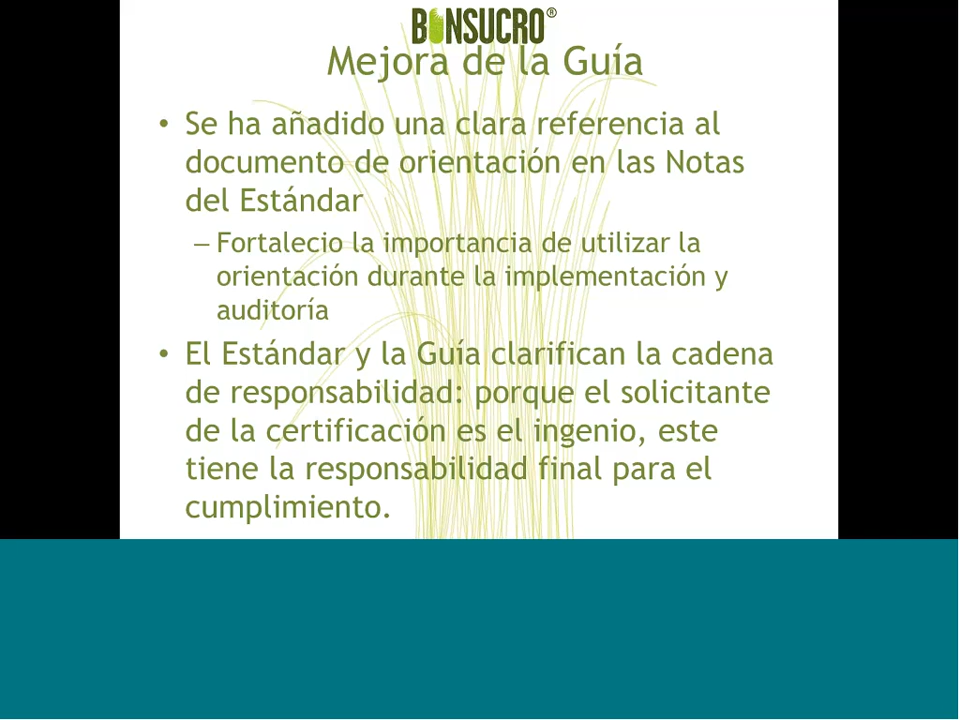 BONSUCRO®
Mejora de la Guía
• Se ha añadido una clara referencia al
documento de orientación en las Notas
del Estándar
– Fortalecio la importancia de utilizar la
orientación durante la implementación y
auditoría
• El Estándar y la Guía clarifican la cadena
de responsabilidad: porque el solicitante
de la certificación es el ingenio, este
tiene la responsabilidad final para el
cumplimiento.